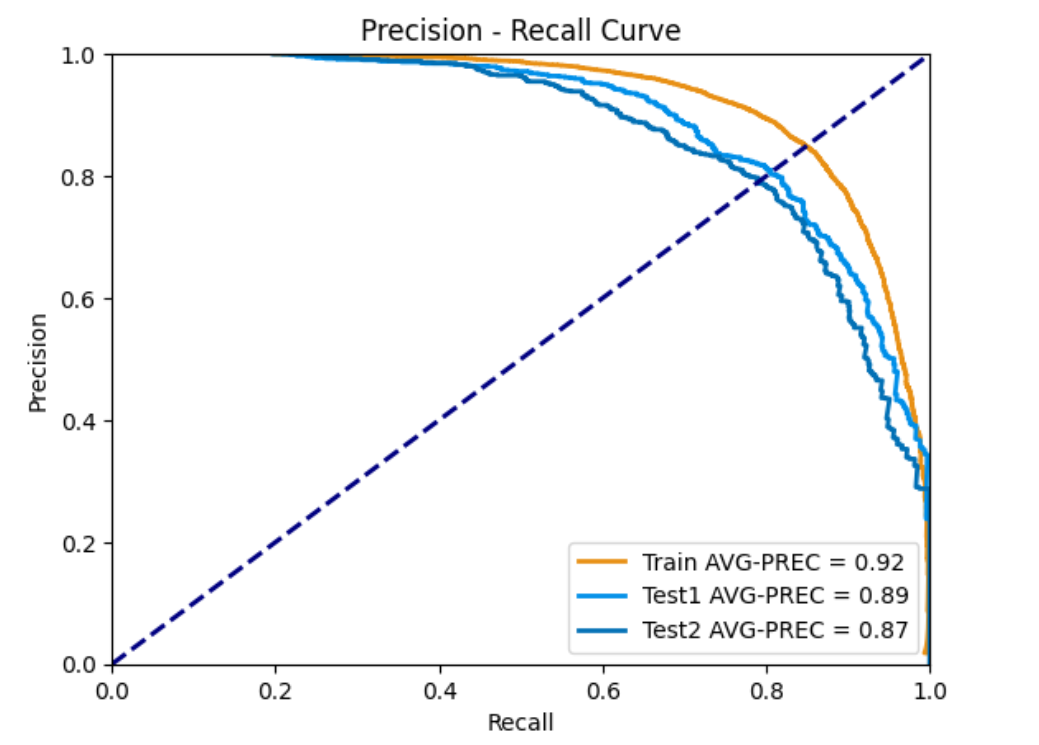 Precision - Recall Curve
1.0
0.8
0.6
0.4
0.2
0.0
Precision
Train AVG-PREC = 0.92
Test1 AVG-PREC = 0.89
Test2 AVG-PREC = 0.87
0.0 0.2 0.4 0.6 0.8 1.0
Recall